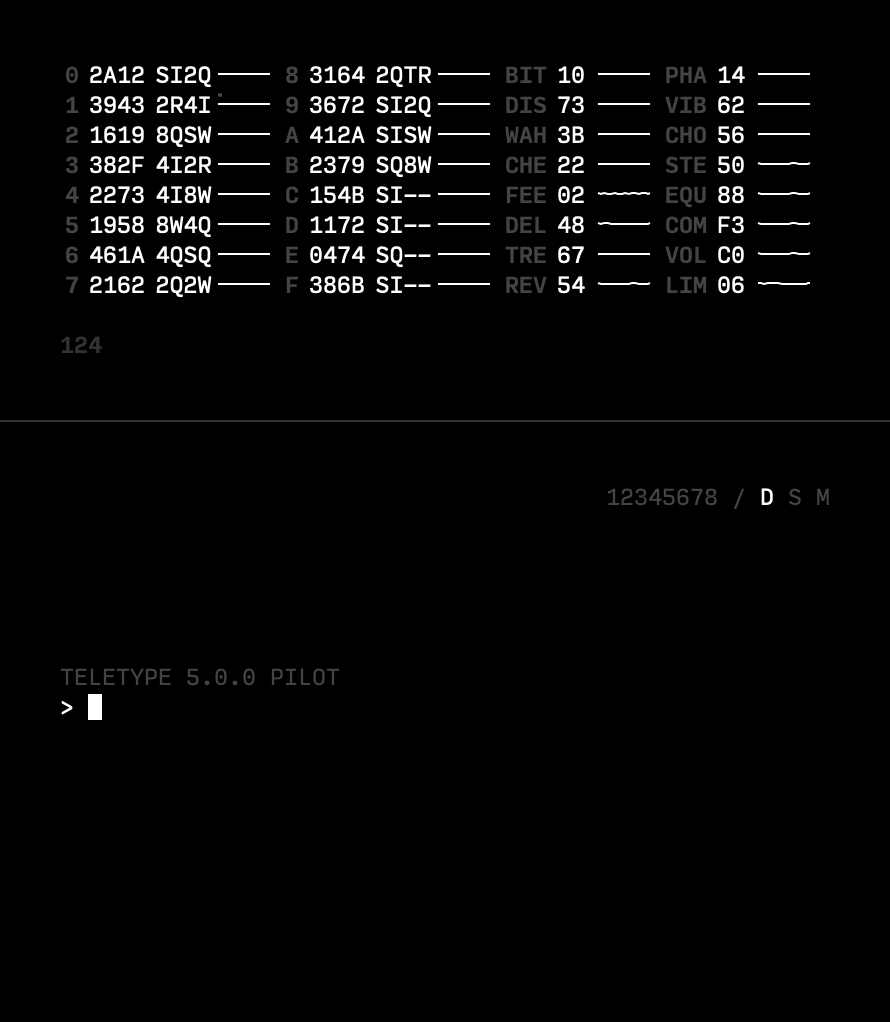 0 2A12 SI2Q 8 3164 2QTR BIT 10 PHA 14
1 3943 2R4I 9 3672 SI2Q DIS 73 VIB 62
2 1619 8QSW A 412A SISW WAH 3B CHO 56
3 382F 4I2R B 2379 SQ8W CHE 22 STE 50
4 2273 4I8W C 154B SI-- FEE 02 EQU 88
5 1958 8W4Q D 1172 SI-- DEL 48 COM F3
6 461A 4QSQ E 0474 SQ-- TRE 67 VOL C0
7 2162 2Q2W F 386B SI-- REV 54 LIM 06
124
12345678 / D S M
TELETYPE 5.0.0 PILOT
>